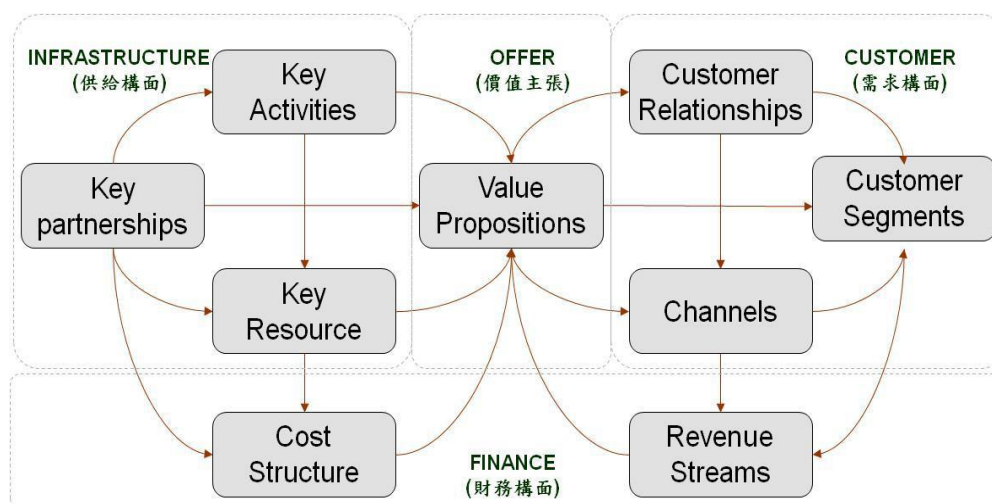 INFRASTRUCTURE
(供給構面)
Key
Activities
OFFER
(價值主張)
Customer
Relationships
CUSTOMER
(需求構面)
Key
partnerships
Value
Propositions
Customer
Segments
Key
Resource
Channels
Cost
Structure
FINANCE
(財務構面)
Revenue
Streams